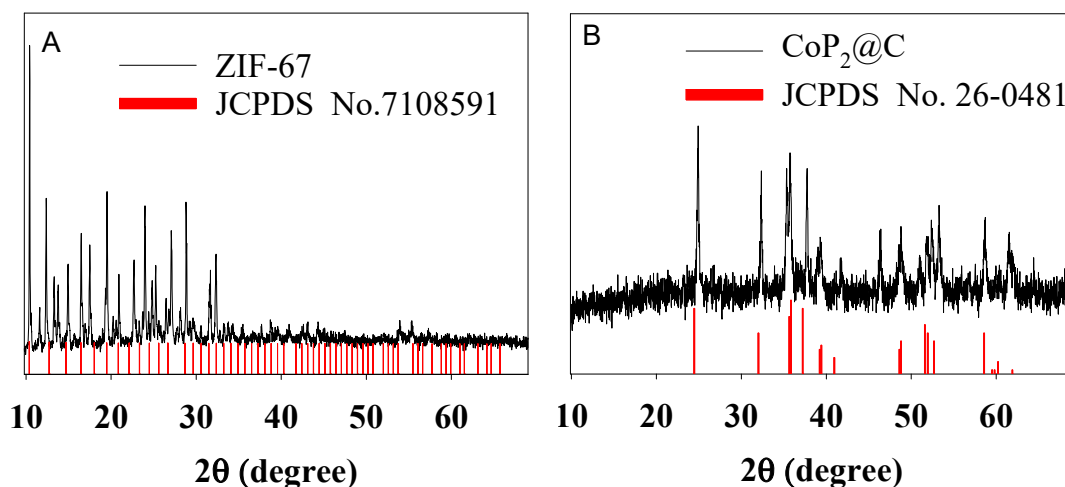 A
ZIF-67
JCPDS No.7108591
10 20 30 40 50 60
2θ (degree)
B
CoP₂@C
JCPDS No. 26-0481
10 20 30 40 50 60
2θ (degree)